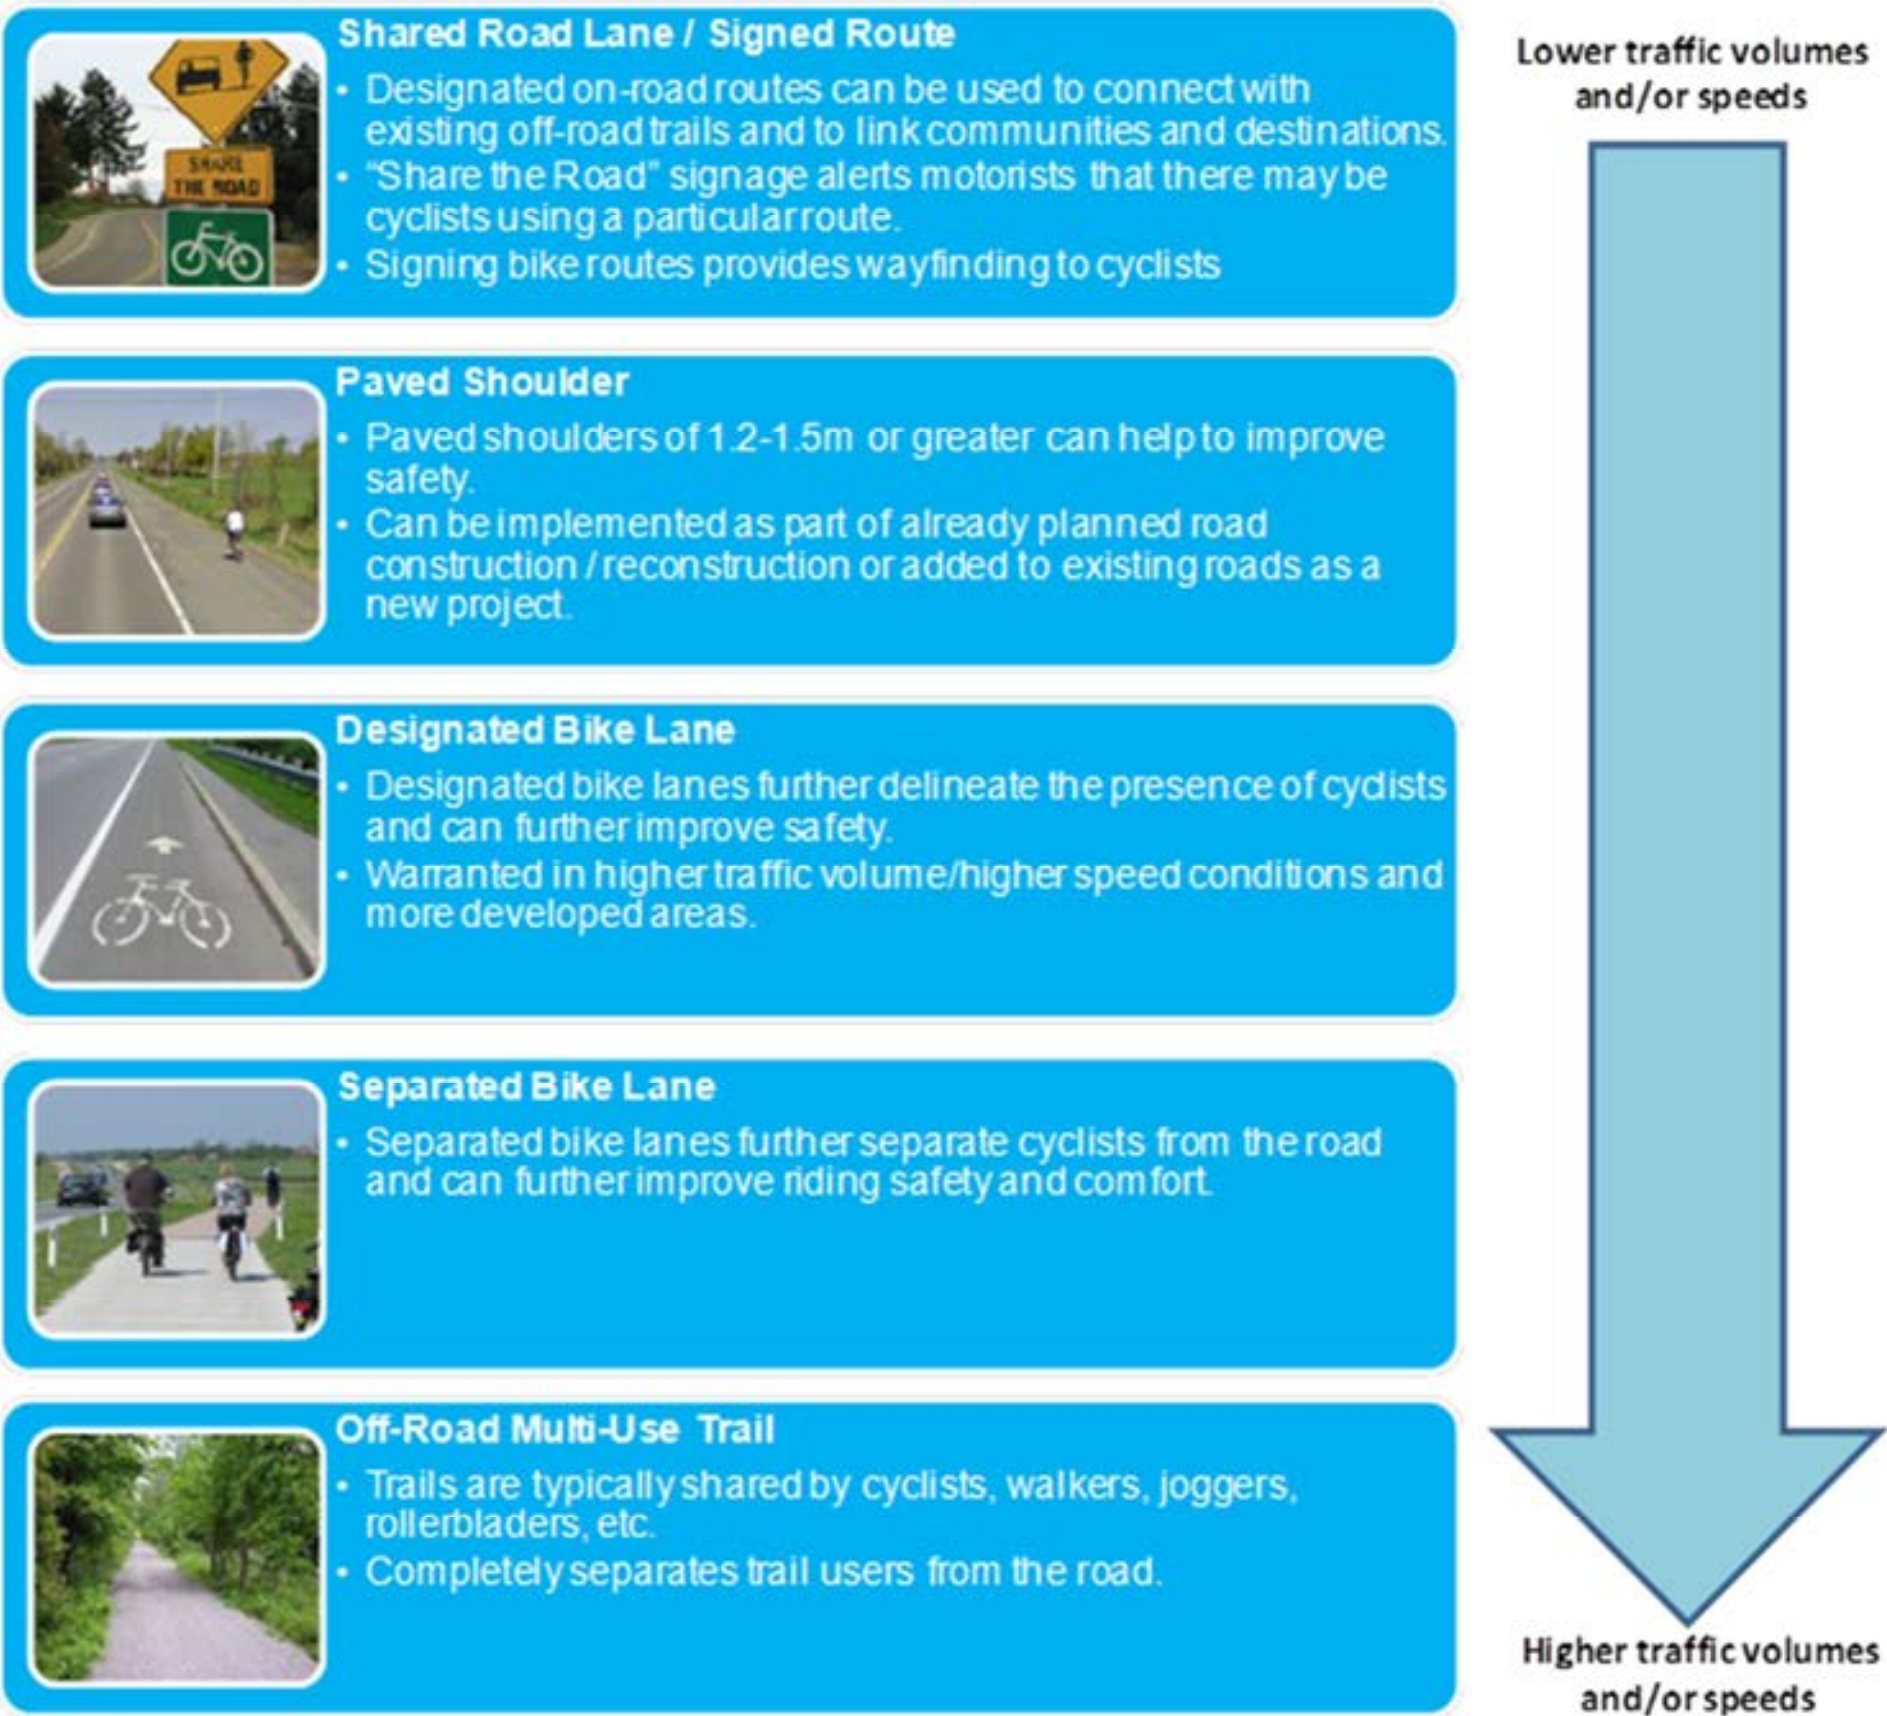 Shared Road Lane / Signed Route
• Designated on-road routes can be used to connect with
existing off-road trails and to link communities and destinations.
• “Share the Road” signage alerts motorists that there may be
cyclists using a particular route.
• Signing bike routes provides wayfinding to cyclists
SHARE
THE ROAD
Paved Shoulder
• Paved shoulders of 1.2-1.5m or greater can help to improve
safety.
• Can be implemented as part of already planned road
construction / reconstruction or added to existing roads as a
new project.
Designated Bike Lane
• Designated bike lanes further delineate the presence of cyclists
and can further improve safety.
• Warranted in higher traffic volume/higher speed conditions and
more developed areas.
Separated Bike Lane
• Separated bike lanes further separate cyclists from the road
and can further improve riding safety and comfort.
Off-Road Multi-Use Trail
• Trails are typically shared by cyclists, walkers, joggers,
rollerbladers, etc.
• Completely separates trail users from the road.
Lower traffic volumes
and/or speeds
Higher traffic volumes
and/or speeds